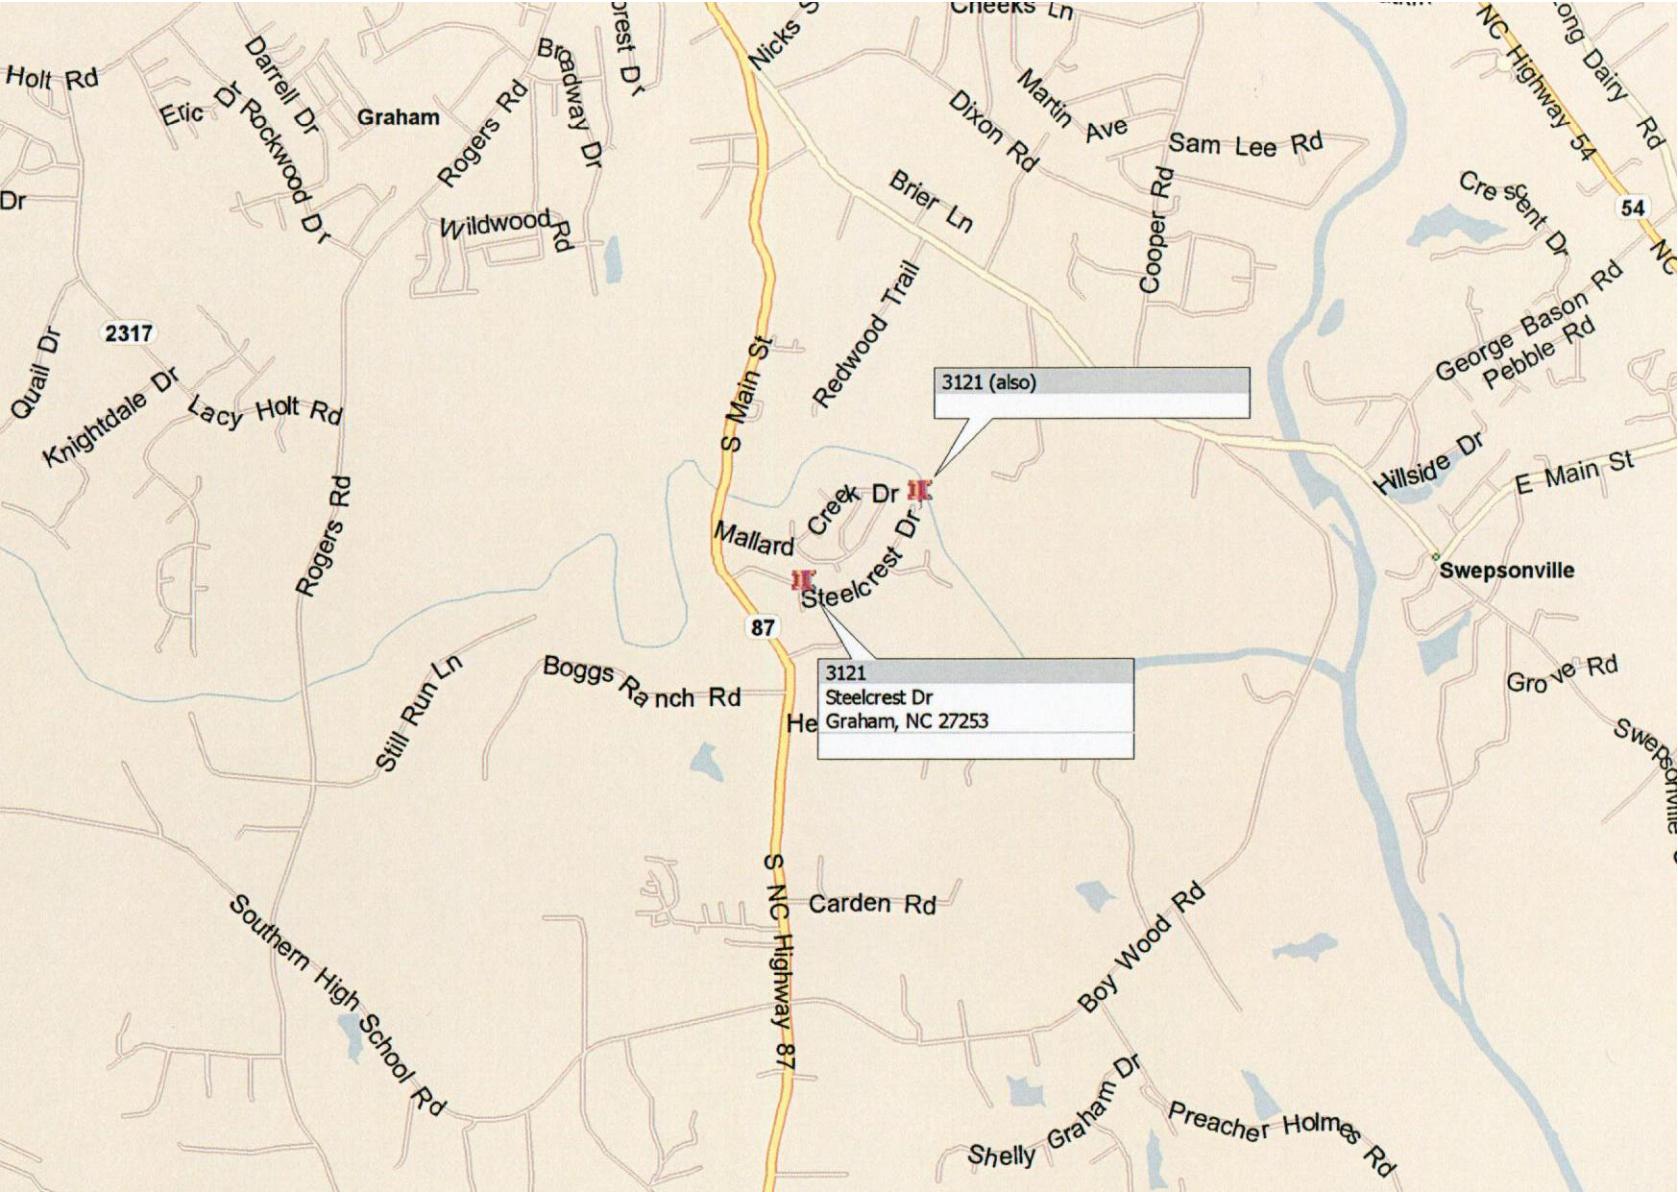 Cheeks Ln
Nicks
Holt Rd
Darrell Dr
Eric Dr
Rockwood Dr
Graham
Rogers Rd
Broadway Dr
Martin Ave
Dixon Rd
Sam Lee Rd
NC Highway 54
Dairy Rd
Dr
Wildwood Rd
Brier Ln
Cooper Rd
Crescent Dr
54
NC
Redwood Trail
George Bason Rd
Pebble Rd
2317
Quail Dr
Knightdale Dr
Lacy Holt Rd
S Main St
3121 (also)
Hillside Dr
E Main St
Rogers Rd
Mallard Creek Dr
Steelcrest Dr
Swepsonville
87
3121
Steelcrest Dr
Graham, NC 27253
Still Run Ln
Boggs Ranch Rd
He
Grove Rd
S NC Highway 87
Carden Rd
Southern High School Rd
Boy Wood Rd
Shelly Graham Dr
Preacher Holmes Rd